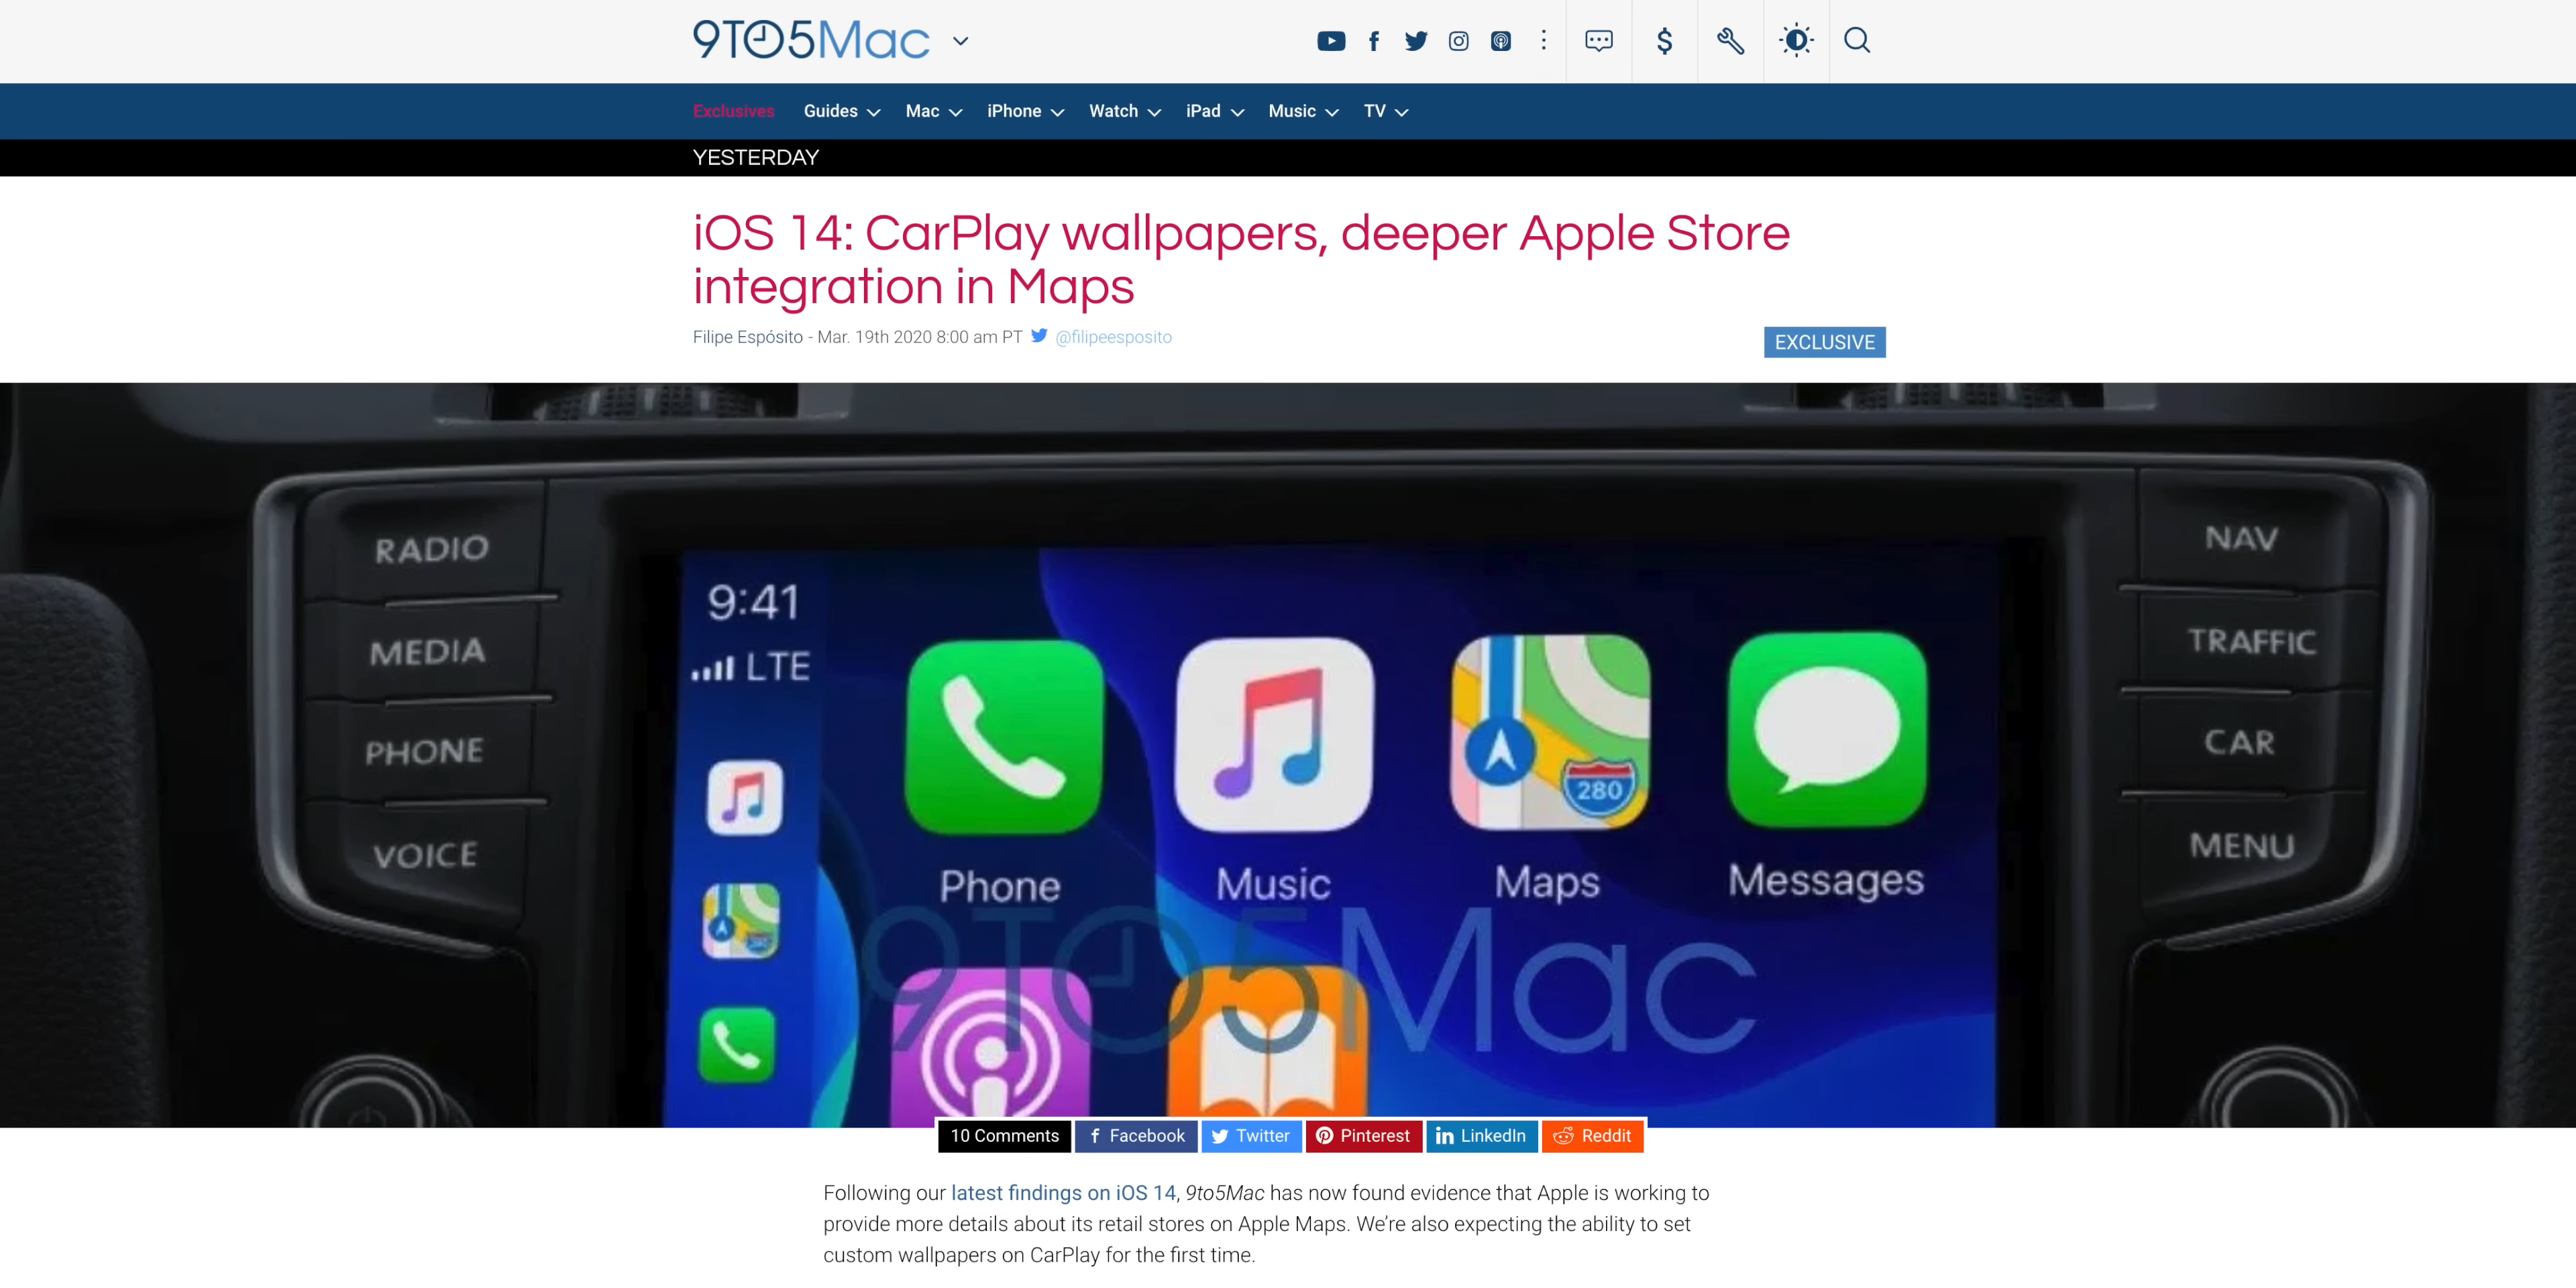 9TO5Mac
Exclusives Guides Mac iPhone Watch iPad Music TV
YESTERDAY
iOS 14: CarPlay wallpapers, deeper Apple Store
integration in Maps
Filipe Espósito - Mar. 19th 2020 8:00 am PT @filipeesposito
EXCLUSIVE
RADIO
MEDIA
PHONE
VOICE
9:41
LTE
280
Phone Music Maps Messages
9TO5Mac
NAV
TRAFFIC
CAR
MENU
10 Comments Facebook Twitter Pinterest LinkedIn Reddit
Following our latest findings on iOS 14, 9to5Mac has now found evidence that Apple is working to
provide more details about its retail stores on Apple Maps. We’re also expecting the ability to set
custom wallpapers on CarPlay for the first time.